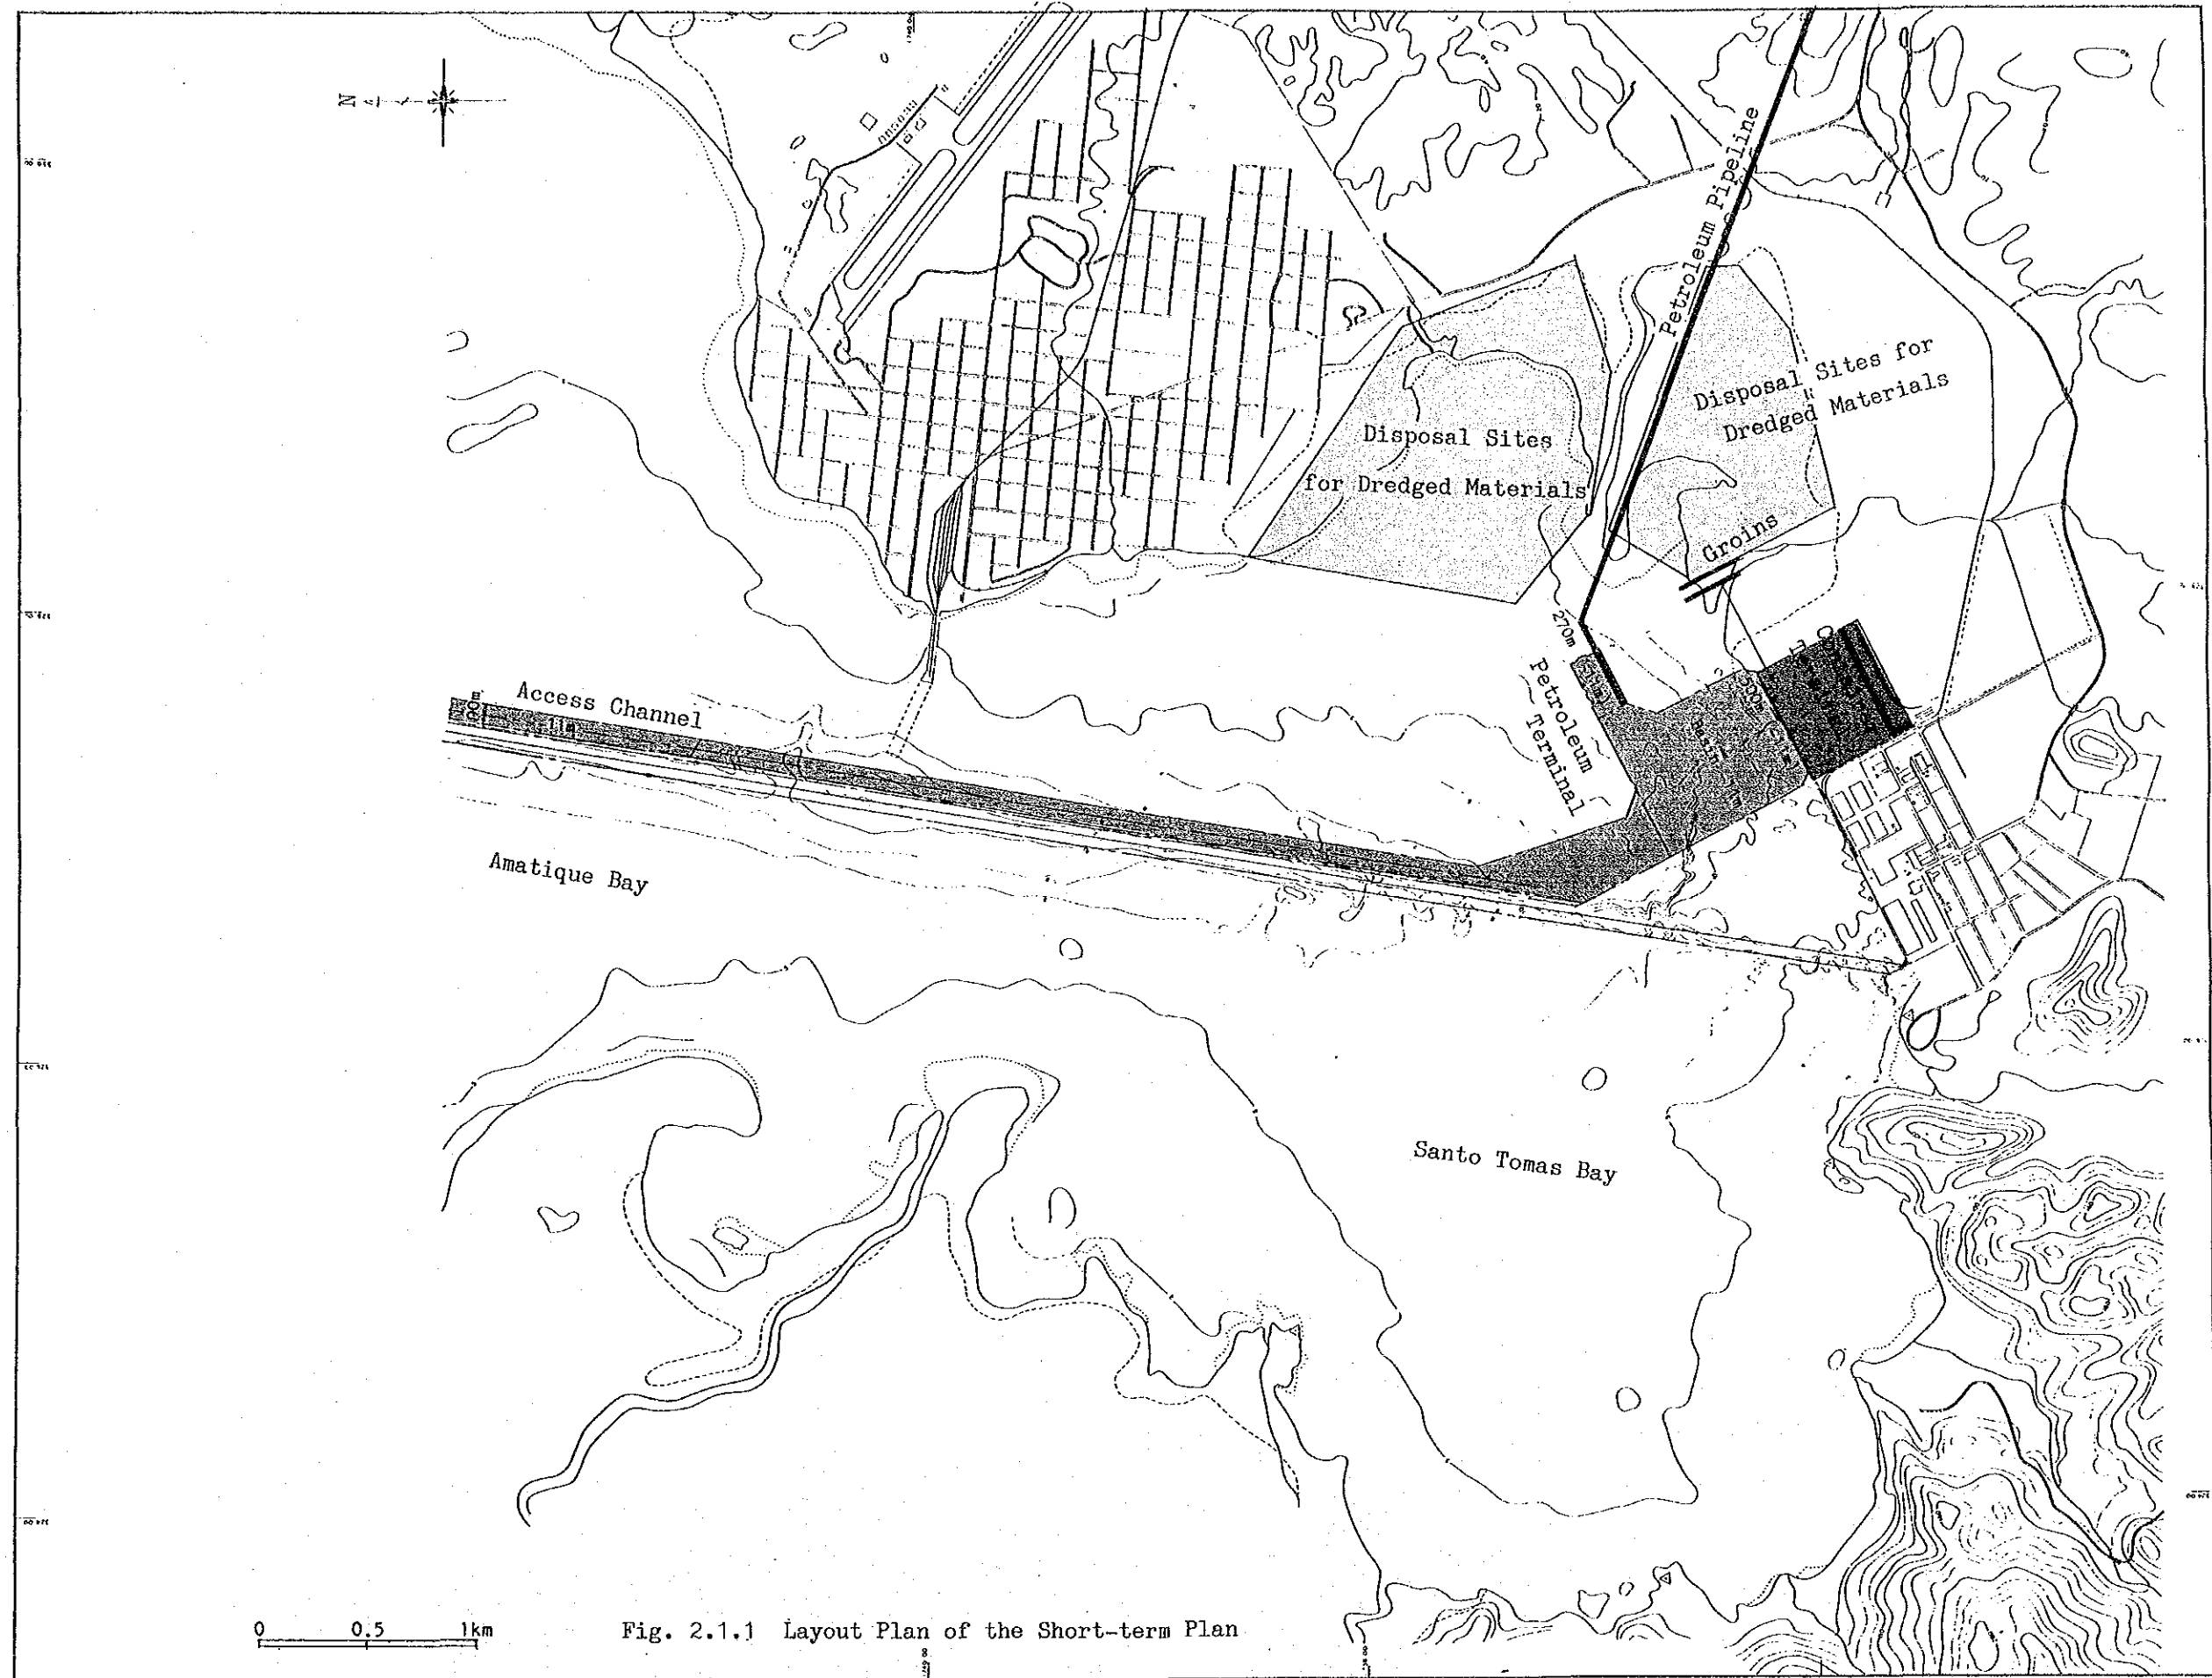 N
Petroleum Pipeline
Disposal Sites for
Dredged Materials
Disposal Sites
for Dredged Materials
Groins
270m
Petroleum
Terminal
Basin
Access Channel
-11m
Amatique Bay
Santo Tomas Bay
0 0.5 1km
Fig. 2.1.1 Layout Plan of the Short-term Plan